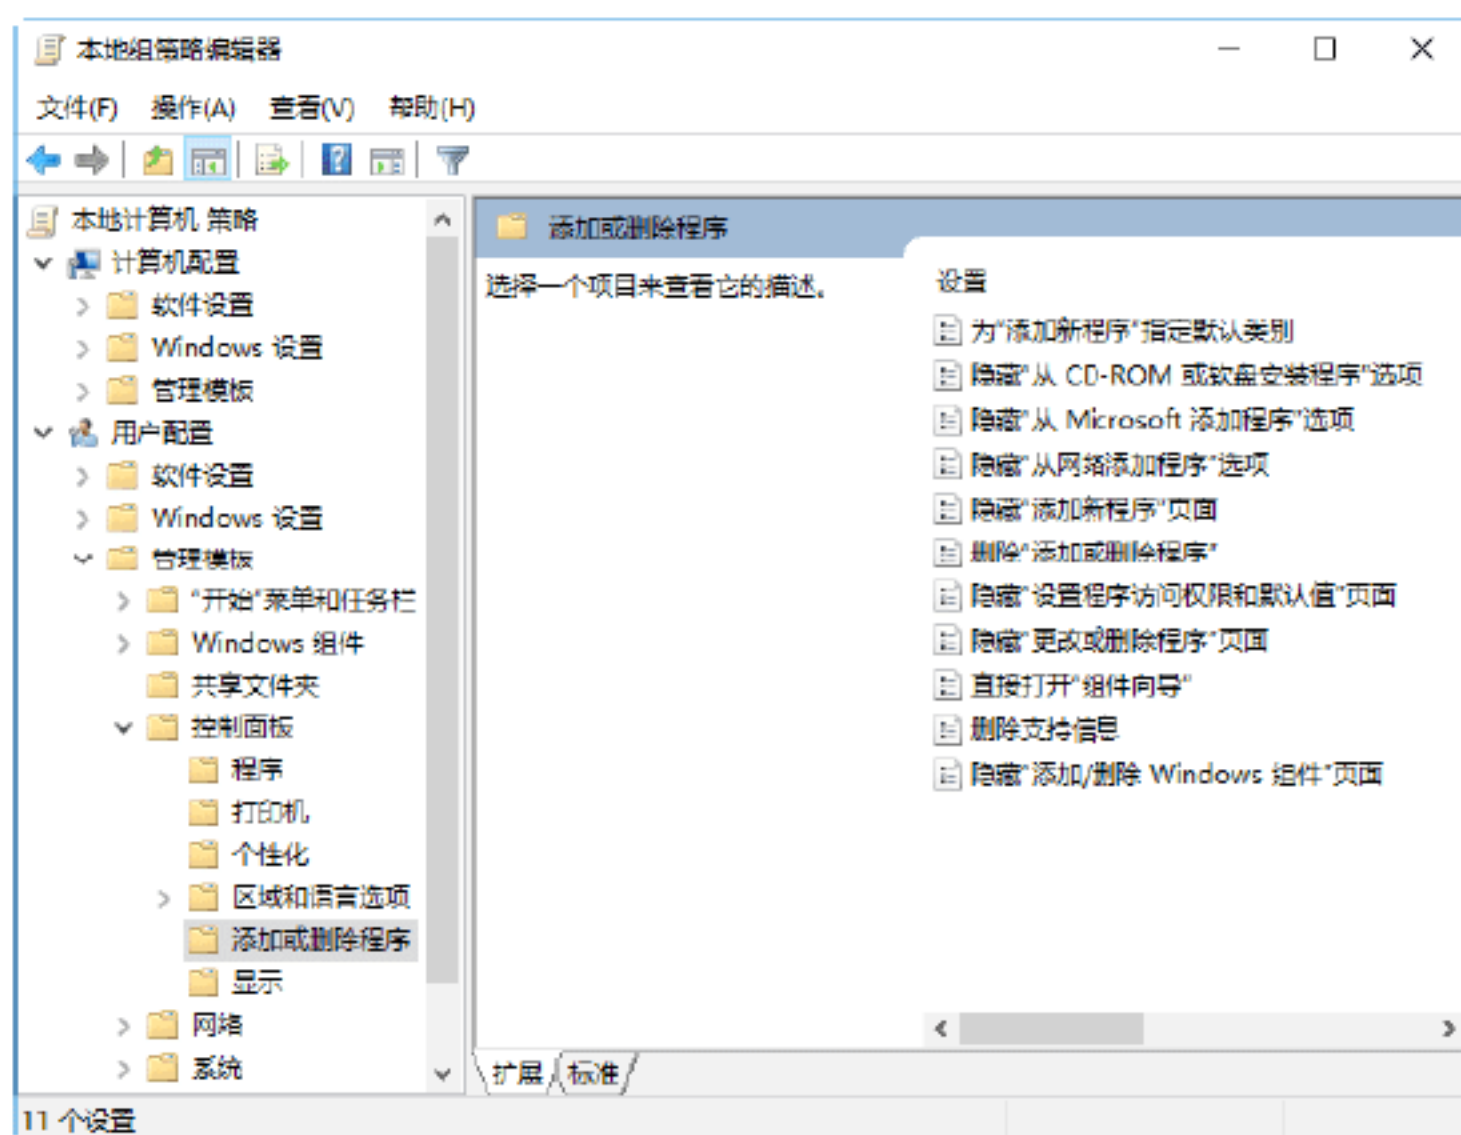 本地组策略编辑器
文件(F) 操作(A) 查看(V) 帮助(H)
本地计算机 策略
计算机配置
软件设置
Windows 设置
管理模板
用户配置
软件设置
Windows 设置
管理模板
"开始"菜单和任务栏
Windows 组件
共享文件夹
控制面板
程序
打印机
个性化
区域和语言选项
添加或删除程序
显示
网络
系统
添加或删除程序
选择一个项目来查看它的描述。
设置
为"添加新程序"指定默认类别
隐藏"从 CD-ROM 或软盘安装程序"选项
隐藏"从 Microsoft 添加程序"选项
隐藏"从网络添加程序"选项
隐藏"添加新程序"页面
删除"添加或删除程序"
隐藏"设置程序访问权限和默认值"页面
隐藏"更改或删除程序"页面
直接打开"组件向导"
删除支持信息
隐藏"添加/删除 Windows 组件"页面
扩展 标准
11 个设置